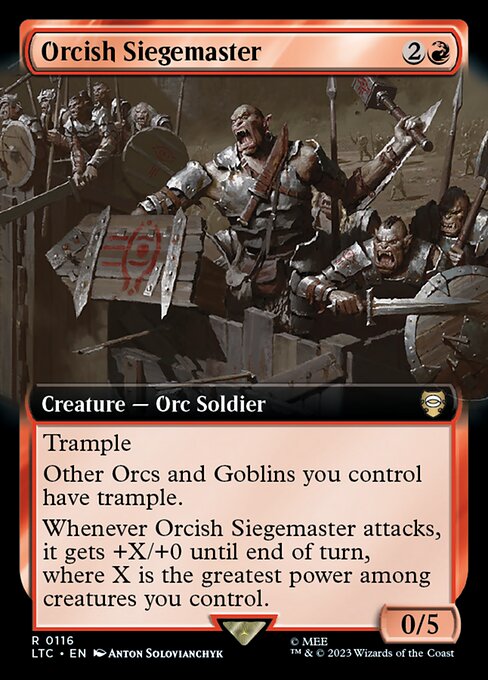 Orcish Siegemaster 2
Creature — Orc Soldier
Trample
Other Orcs and Goblins you control
have trample.
Whenever Orcish Siegemaster attacks,
it gets +X/+0 until end of turn,
where X is the greatest power among
creatures you control.
0/5
R 0116
LTC • EN Anton Solovianchyk
© MEE
™ & © 2023 Wizards of the Coast